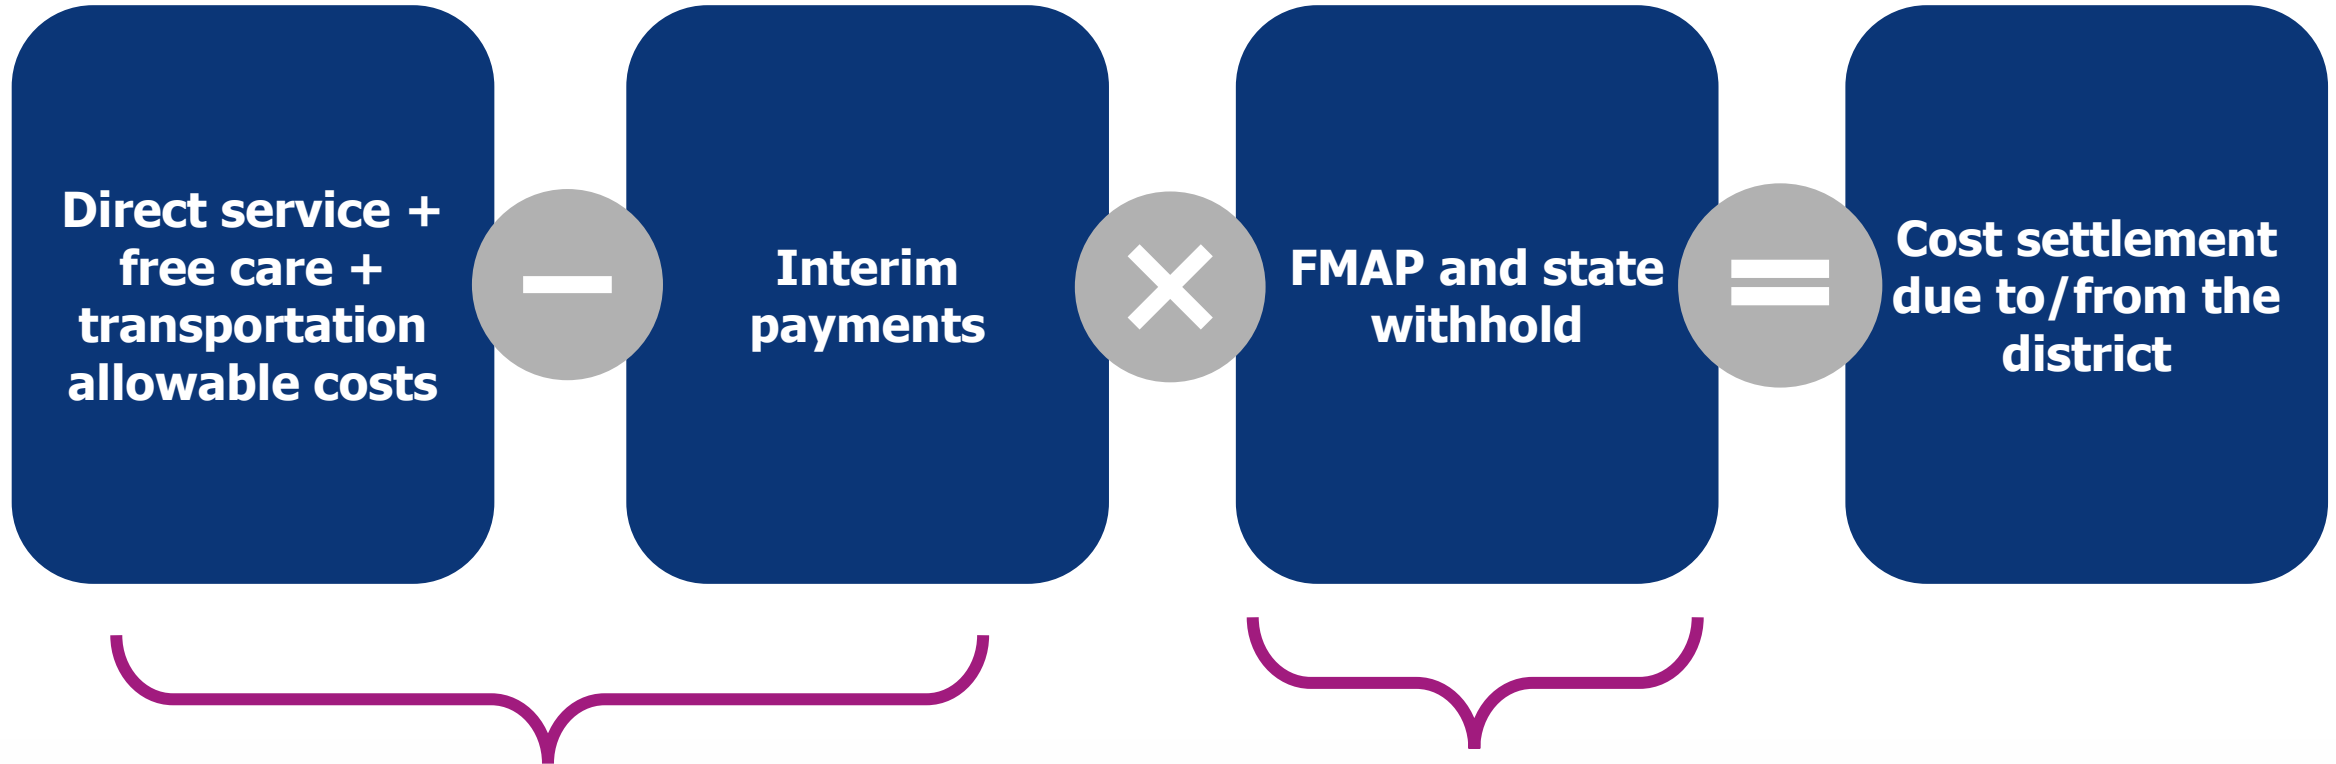 Direct service +
free care +
transportation
allowable costs
−
Interim
payments
×
FMAP and state
withhold
=
Cost settlement
due to/from the
district